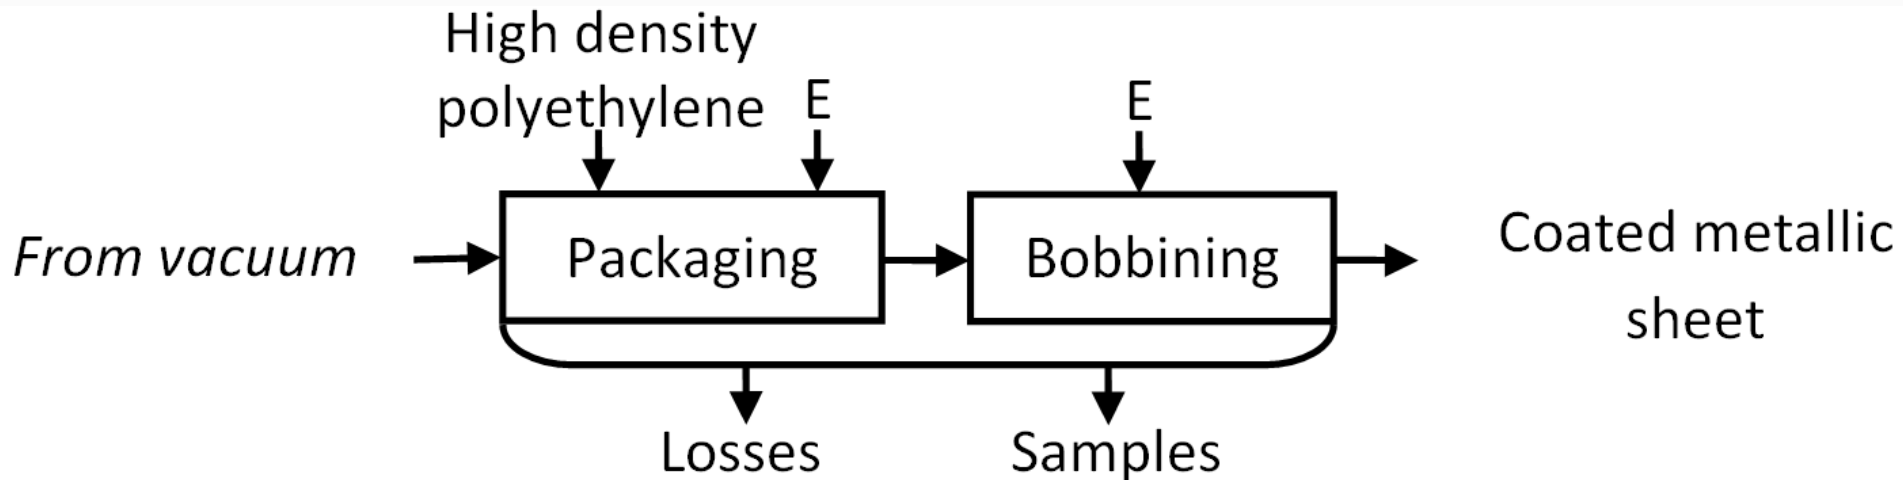 High density
polyethylene
E
E
From vacuum
Packaging
Bobbining
Coated metallic
sheet
Losses
Samples